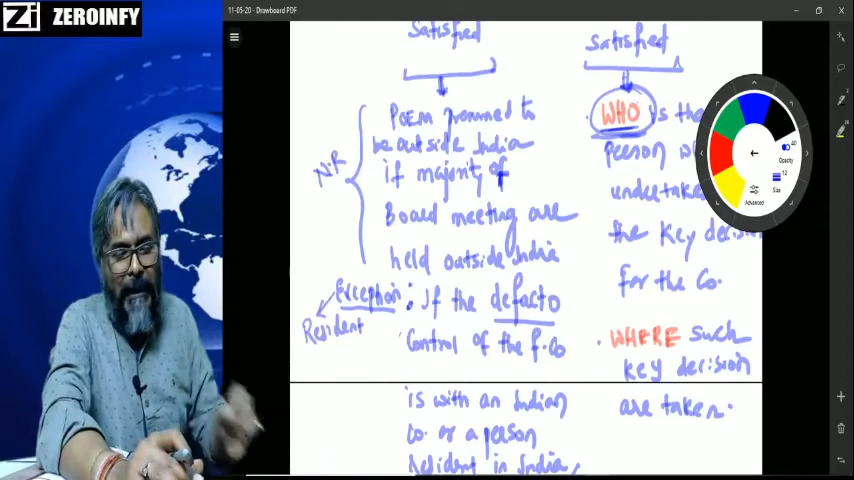 Zi ZEROINFY
11-05-20 - Drawboard PDF
Satisfied
N.R
POEM presumed to
be outside India
if majority of
Board meeting are
held outside India
Exception: If the defacto
Resident
Control of the f.co
is with an Indian
Co. or a person
resident in India,
satisfied
WHO is the
person w
undertakes
the key decision
for the Co.
WHERE such
key decision
are taken.
Opacity
40
12
Size
Advanced